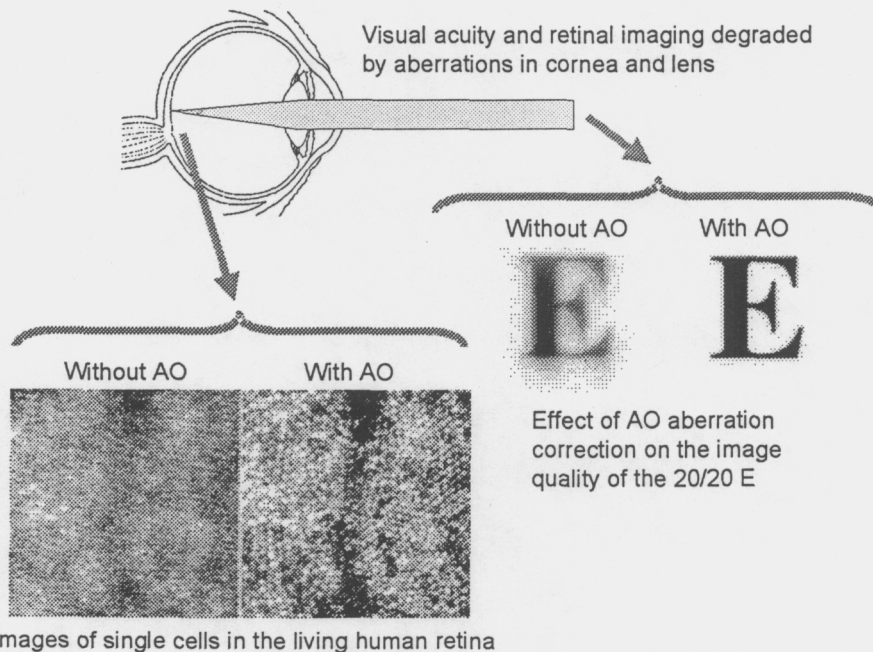 Visual acuity and retinal imaging degraded
by aberrations in cornea and lens
Without AO
With AO
E
E
Effect of AO aberration
correction on the image
quality of the 20/20 E
Without AO
With AO
mages of single cells in the living human retina